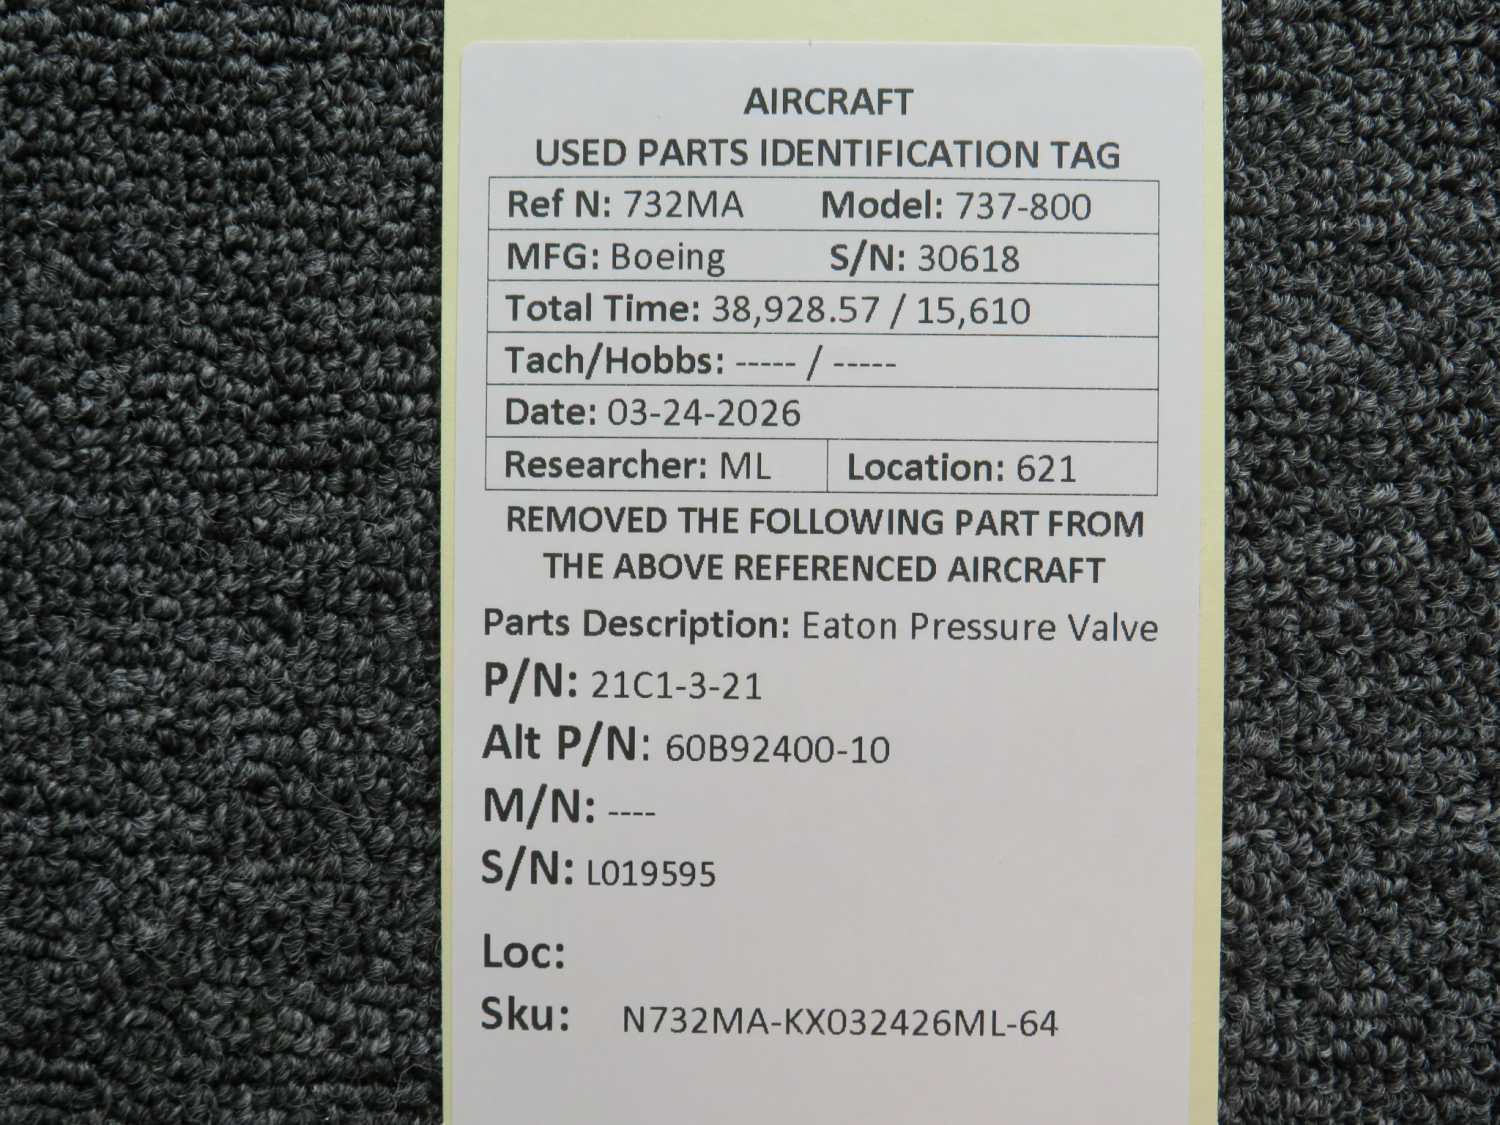 AIRCRAFT
USED PARTS IDENTIFICATION TAG
Ref N: 732MA Model: 737-800
MFG: Boeing S/N: 30618
Total Time: 38,928.57 / 15,610
Tach/Hobbs: ----- / -----
Date: 03-24-2026
Researcher: ML Location: 621
REMOVED THE FOLLOWING PART FROM
THE ABOVE REFERENCED AIRCRAFT
Parts Description: Eaton Pressure Valve
P/N: 21C1-3-21
Alt P/N: 60B92400-10
M/N: ----
S/N: L019595
Loc:
Sku: N732MA-KX032426ML-64